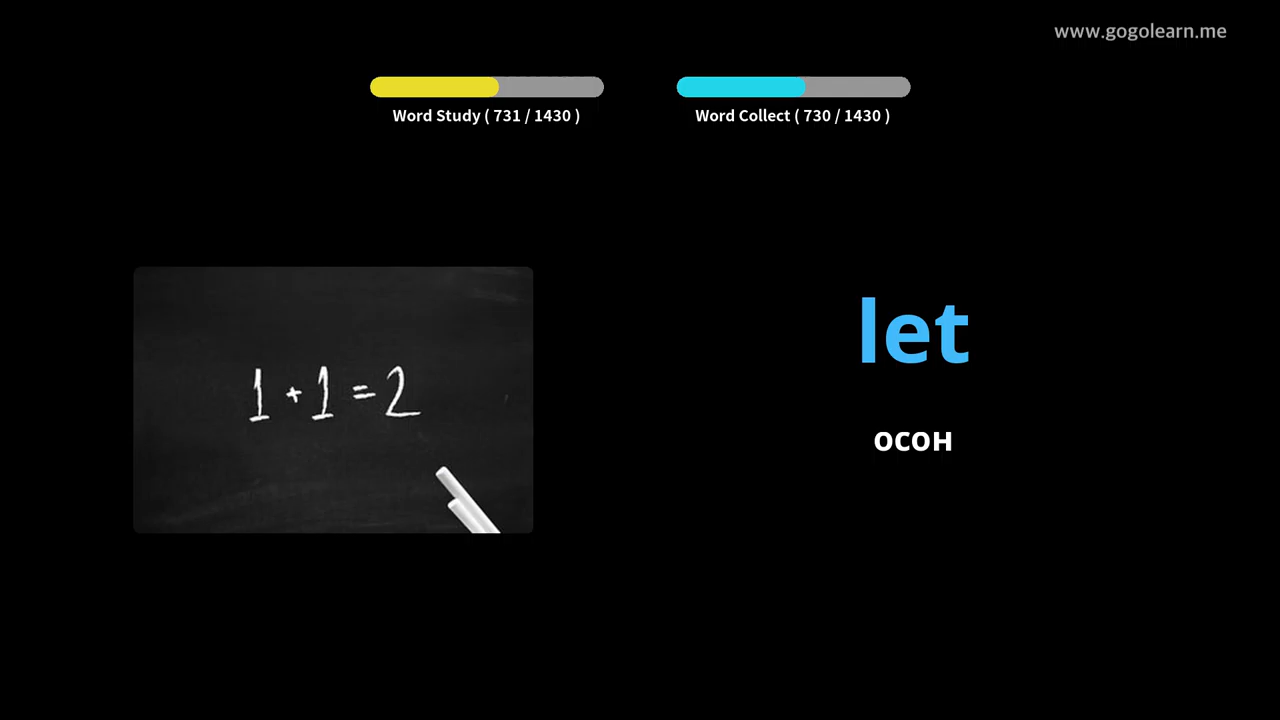 www.gogolearn.me
Word Study ( 731 / 1430 )
Word Collect ( 730 / 1430 )
1 + 1 = 2
let
осон